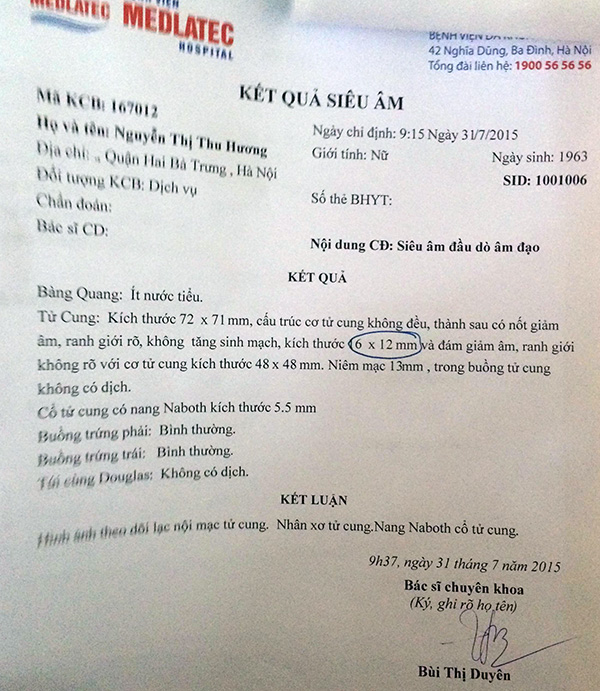 MEDLATEC MEDLATEC
HOSPITAL
BỆNH VIỆN ĐA
42 Nghĩa Dũng, Ba Đình, Hà Nội
Tổng đài liên hệ: 1900 56 56 56
KẾT QUẢ SIÊU ÂM
Mã KCB: 167012
Ngày chỉ định: 9:15 Ngày 31/7/2015
Họ và tên: Nguyễn Thị Thu Hương
Giới tính: Nữ Ngày sinh: 1963
Địa chỉ: ., Quận Hai Bà Trưng , Hà Nội
SID: 1001006
Đối tượng KCB: Dịch vụ
Số thẻ BHYT:
Chẩn đoán:
Bác sĩ CD:
Nội dung CĐ: Siêu âm đầu dò âm đạo
KẾT QUẢ
Bàng Quang: Ít nước tiểu.
Tử Cung: Kích thước 72 x 71 mm, cấu trúc cơ tử cung không đều, thành sau có nốt giảm
âm, ranh giới rõ, không tăng sinh mạch, kích thước 16 x 12 mm và đám giảm âm, ranh giới
không rõ với cơ tử cung kích thước 48 x 48 mm. Niêm mạc 13mm , trong buồng tử cung
không có dịch.
Cổ tử cung có nang Naboth kích thước 5.5 mm
Buồng trứng phải: Bình thường.
Buồng trứng trái: Bình thường.
Túi cùng Douglas: Không có dịch.
KẾT LUẬN
Hình ảnh theo dõi lạc nội mạc tử cung. Nhân xơ tử cung.Nang Naboth cổ tử cung.
9h37, ngày 31 tháng 7 năm 2015
Bác sĩ chuyên khoa
(Ký, ghi rõ họ tên)
Bùi Thị Duyên